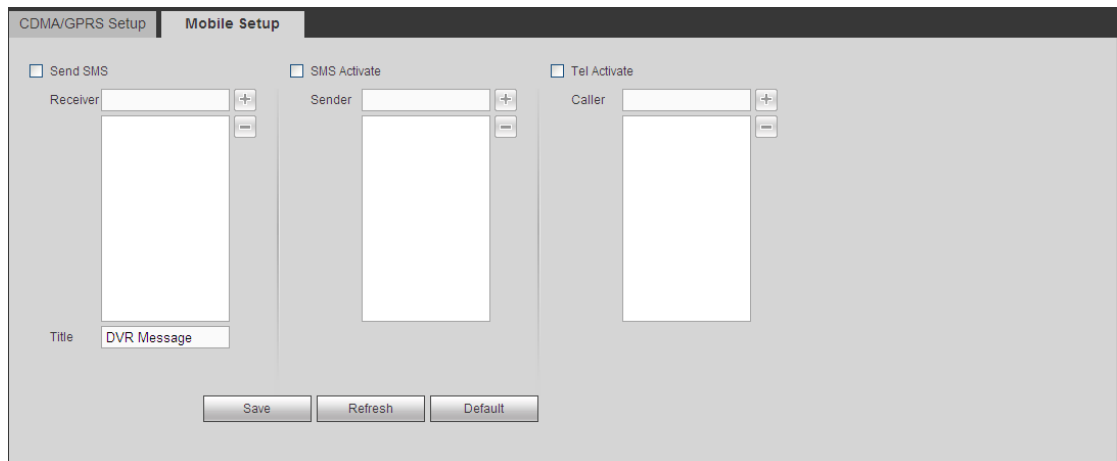 CDMA/GPRS Setup Mobile Setup
Send SMS SMS Activate Tel Activate
Receiver Sender Caller
Title DVR Message
Save Refresh Default